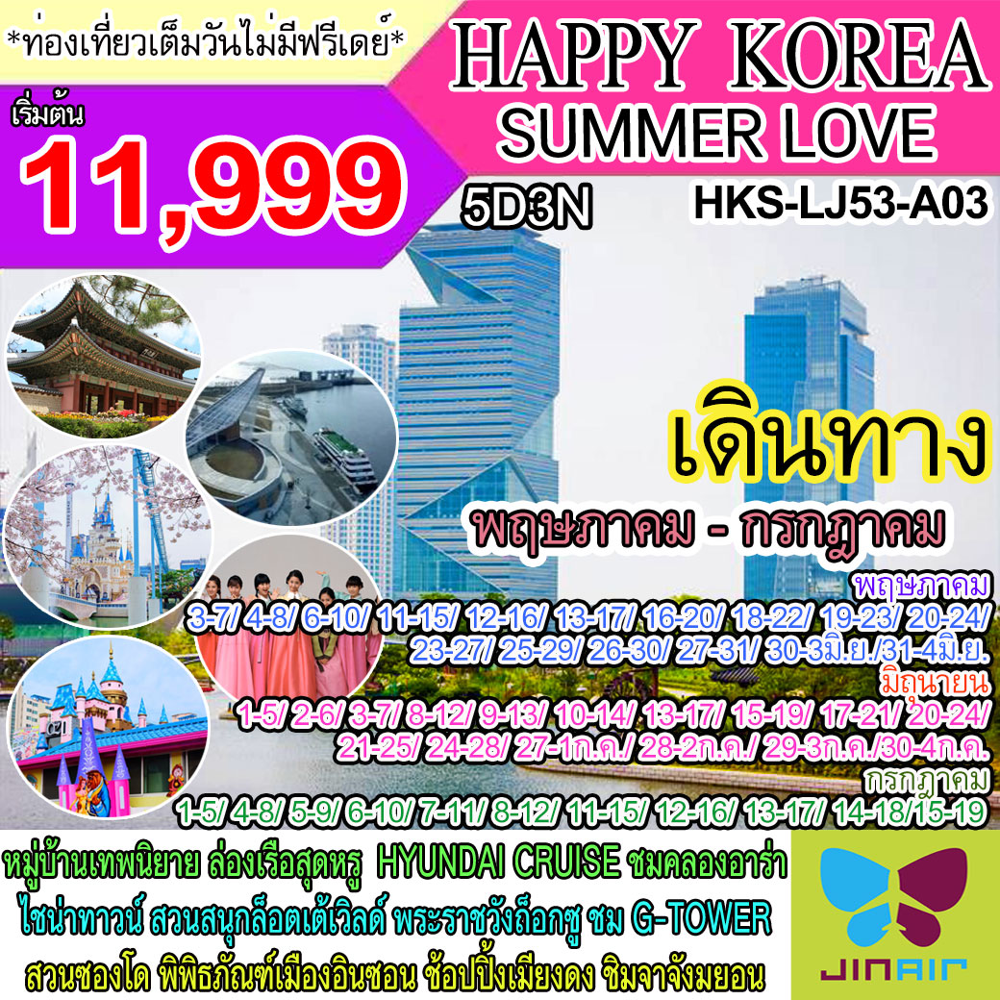 *ท่องเที่ยวเต็มวันไม่มีฟรีเดย์*
HAPPY KOREA
SUMMER LOVE
เริ่มต้น
11,999
5D3N
HKS-LJ53-A03
เดินทาง
พฤษภาคม - กรกฎาคม
พฤษภาคม
3-7/ 4-8/ 6-10/ 11-15/ 12-16/ 13-17/ 16-20/ 18-22/ 19-23/ 20-24/
23-27/ 25-29/ 26-30/ 27-31/ 30-3มิ.ย./31-4มิ.ย.
มิถุนายน
1-5/ 2-6/ 3-7/ 8-12/ 9-13/ 10-14/ 13-17/ 15-19/ 17-21/ 20-24/
21-25/ 24-28/ 27-1ก.ค./ 28-2ก.ค./ 29-3ก.ค./30-4ก.ค.
กรกฎาคม
1-5/ 4-8/ 5-9/ 6-10/ 7-11/ 8-12/ 11-15/ 12-16/ 13-17/ 14-18/15-19
หมู่บ้านเทพนิยาย ล่องเรือสุดหรู HYUNDAI CRUISE ชมคลองอาร่า
ไชน่าทาวน์ สวนสนุกล็อตเต้เวิลด์ พระราชวังถ็อกซู ชม G-TOWER
สวนซองโด พิพิธภัณฑ์เมืองอินชอน ช้อปปิ้งเมียงดง ชิมจาจังมยอน
JINAIR